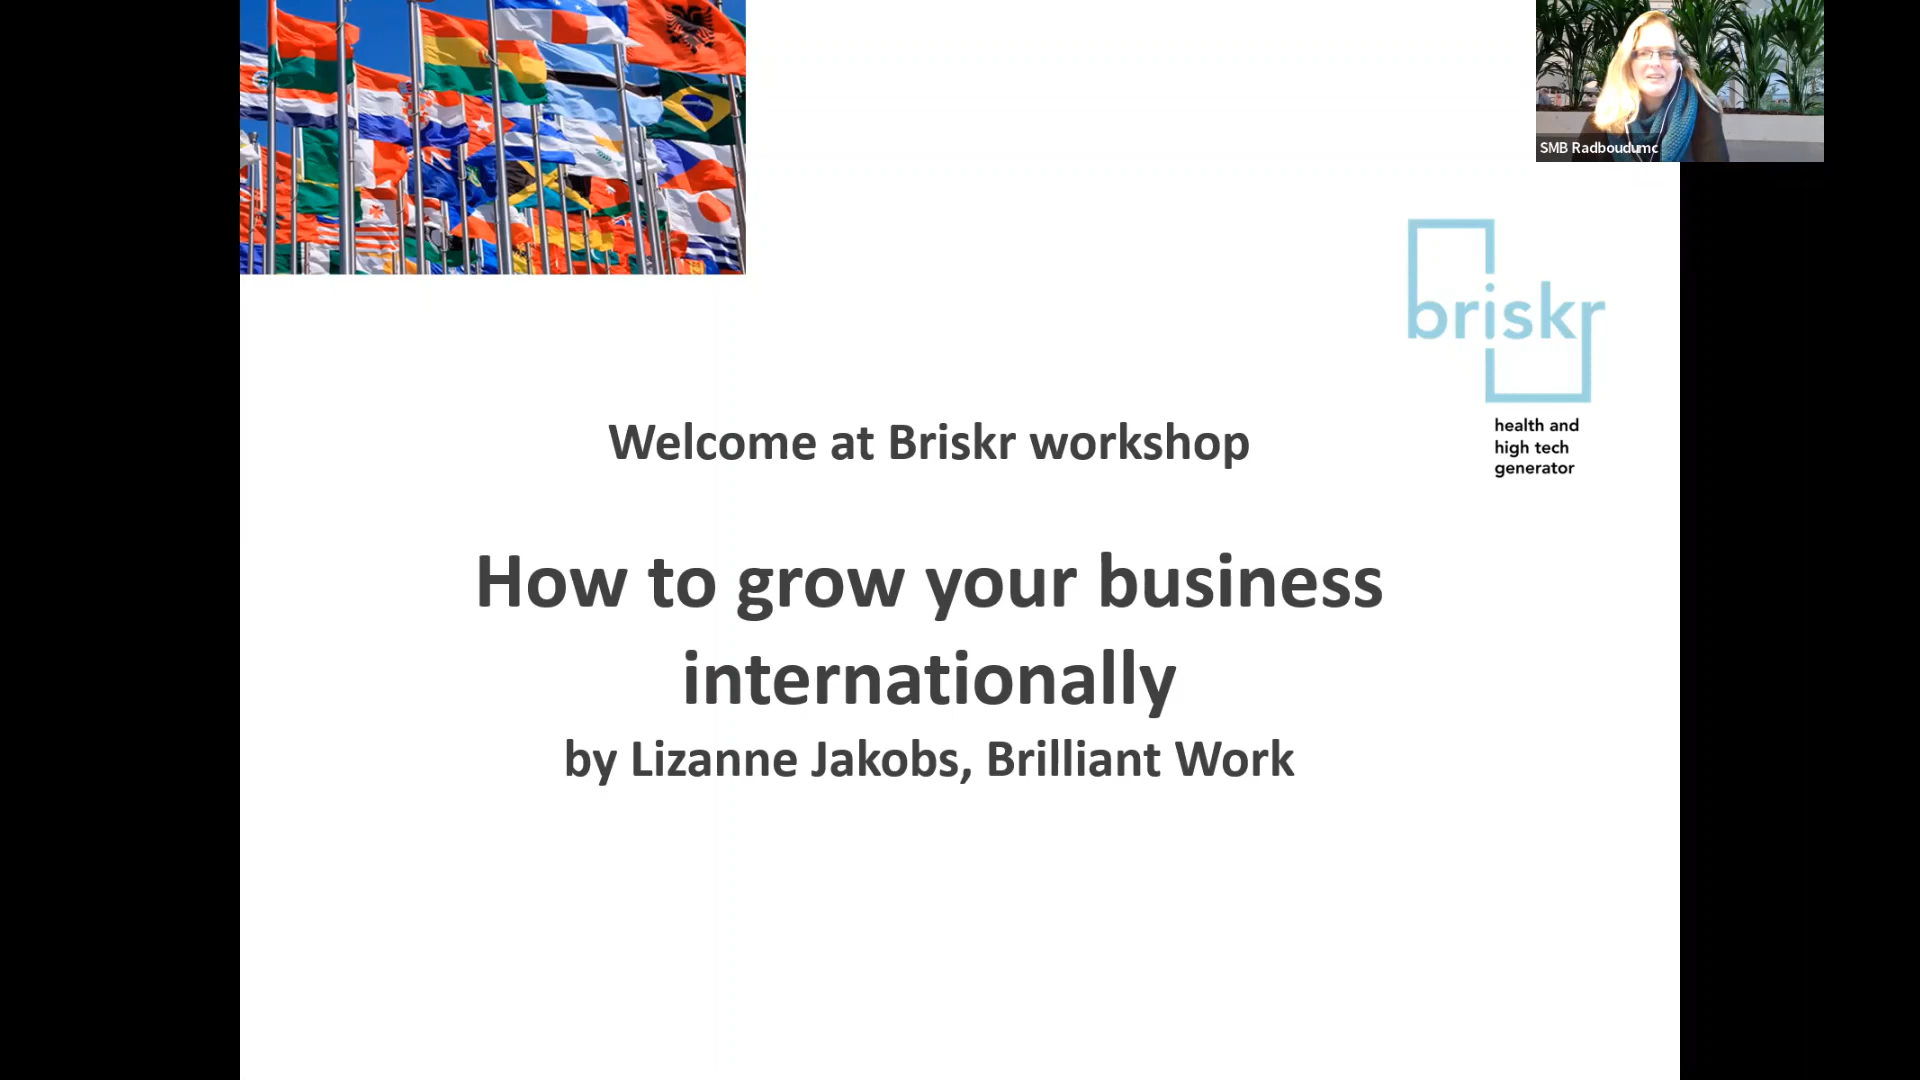 SMB Radboudumc
briskr
health and
high tech
generator
Welcome at Briskr workshop
How to grow your business
internationally
by Lizanne Jakobs, Brilliant Work